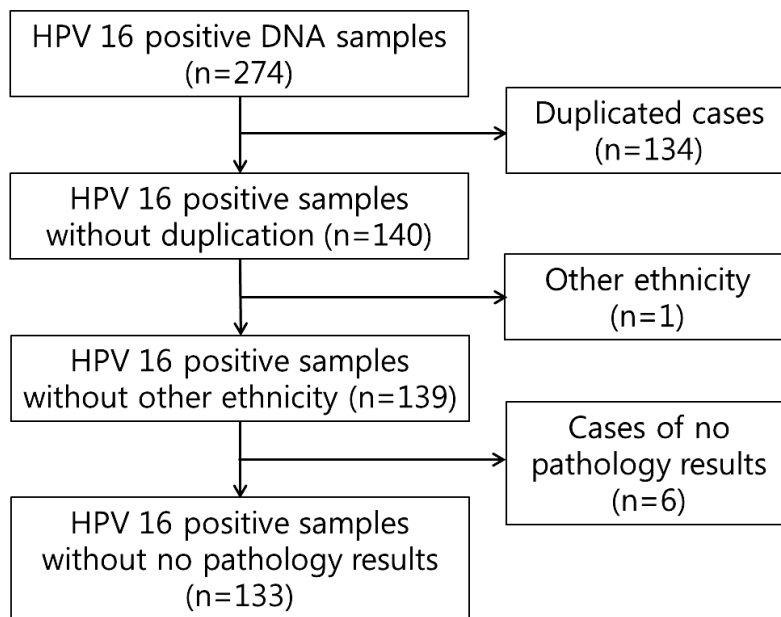 HPV 16 positive DNA samples
(n=274)
Duplicated cases
(n=134)
HPV 16 positive samples
without duplication (n=140)
Other ethnicity
(n=1)
HPV 16 positive samples
without other ethnicity (n=139)
Cases of no
pathology results
(n=6)
HPV 16 positive samples
without no pathology results
(n=133)